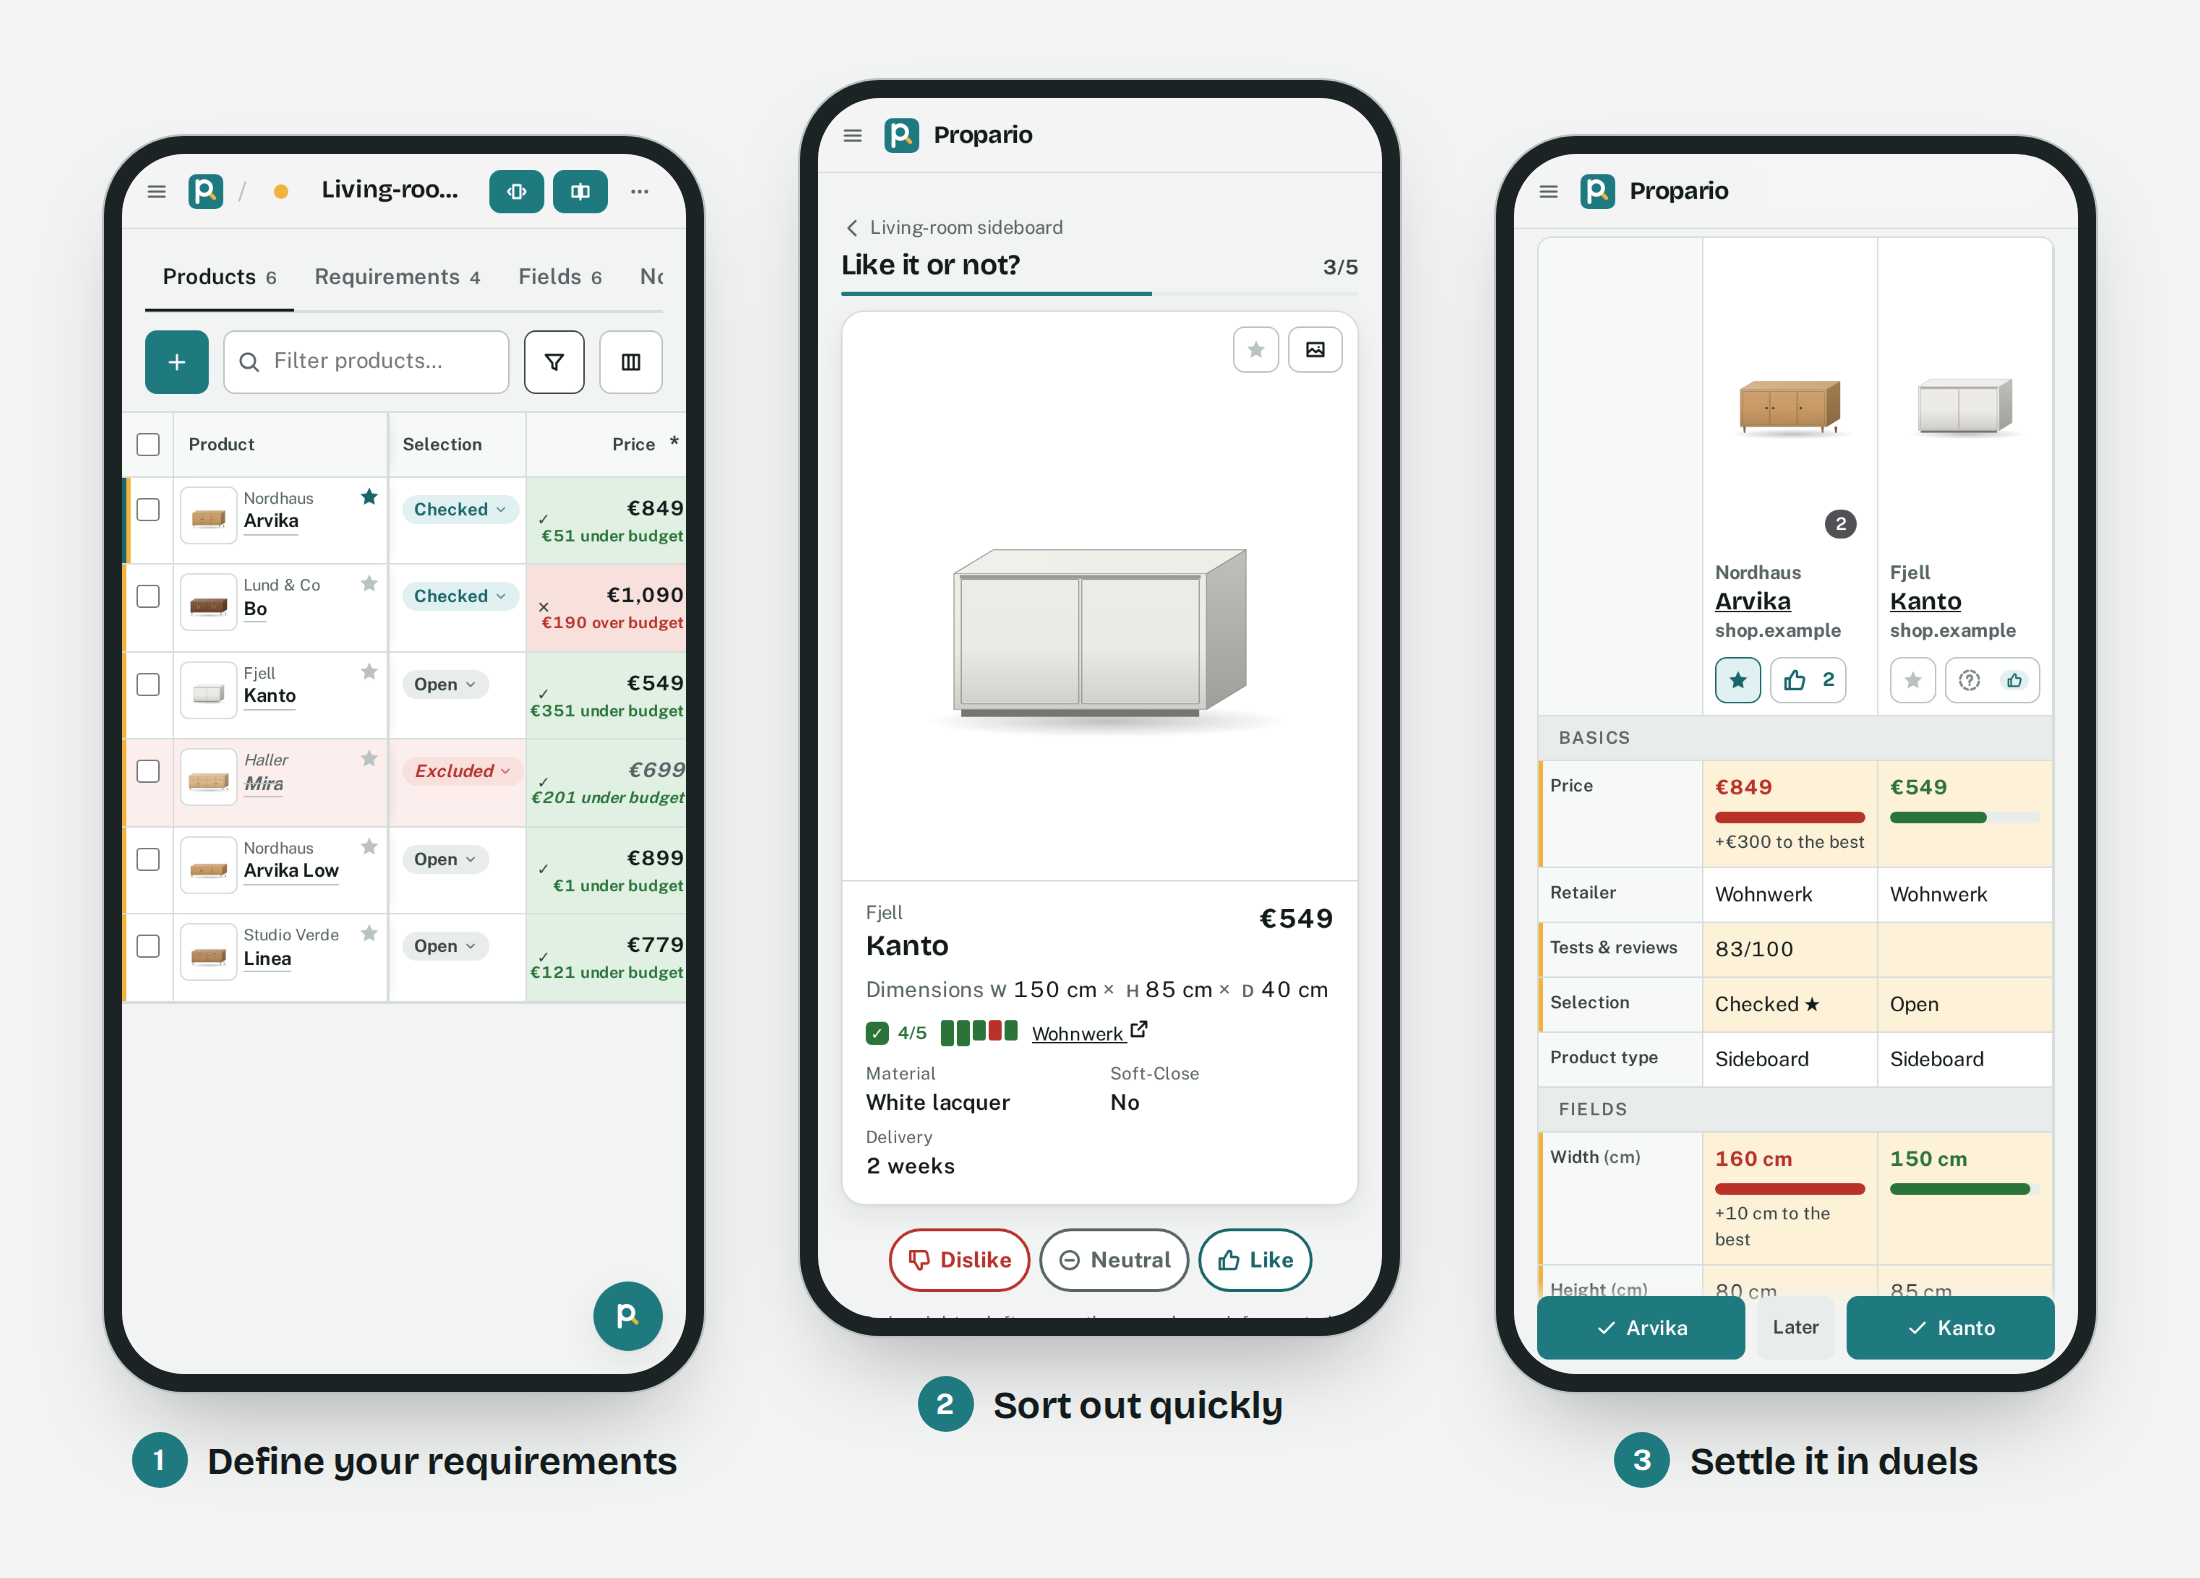 Living-roo...
Products 6 Requirements 4 Fields 6 No
Filter products...
Product Selection Price *
Nordhaus
Arvika
Checked
€849
€51 under budget
Lund & Co
Bo
Checked
€1,090
€190 over budget
Fjell
Kanto
Open
€549
€351 under budget
Haller
Mira
Excluded
€699
€201 under budget
Nordhaus
Arvika Low
Open
€899
€1 under budget
Studio Verde
Linea
Open
€779
€121 under budget
1 Define your requirements
Propario
Living-room sideboard
Like it or not? 3/5
Fjell
Kanto
€549
Dimensions W 150 cm × H 85 cm × D 40 cm
4/5 Wohnwerk
Material Soft-Close
White lacquer No
Delivery
2 weeks
Dislike Neutral Like
2 Sort out quickly
Propario
2
Nordhaus Fjell
Arvika Kanto
shop.example shop.example
2
BASICS
Price €849 €549
+€300 to the best
Retailer Wohnwerk Wohnwerk
Tests & reviews 83/100
Selection Checked ★ Open
Product type Sideboard Sideboard
FIELDS
Width (cm) 160 cm 150 cm
+10 cm to the
best
Height (cm) 80 cm 85 cm
Arvika Later Kanto
3 Settle it in duels